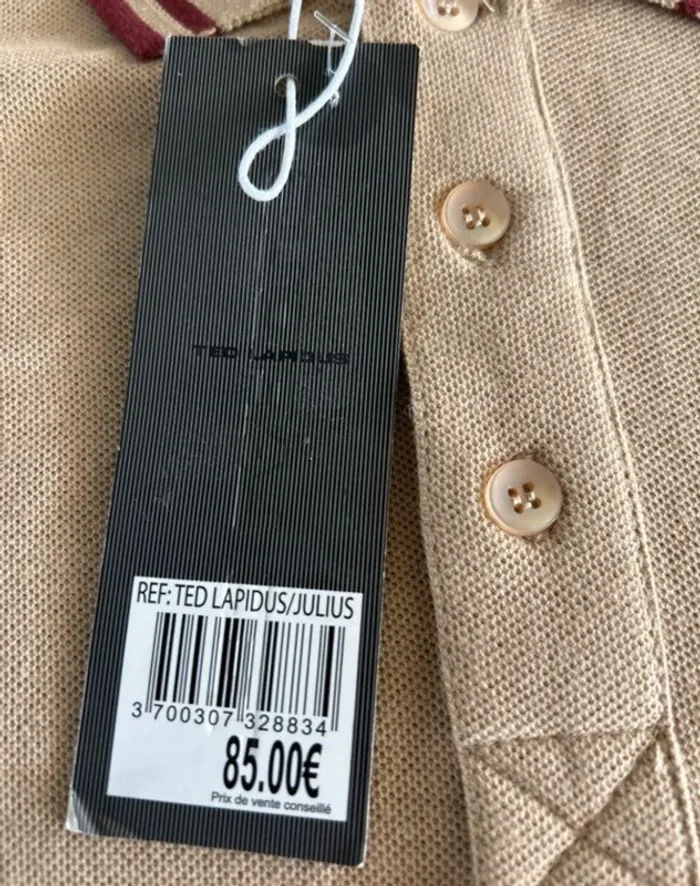 TED LAPIDUS
REF: TED LAPIDUS/JULIUS
3 700307 328834
85.00€
Prix de vente conseillé